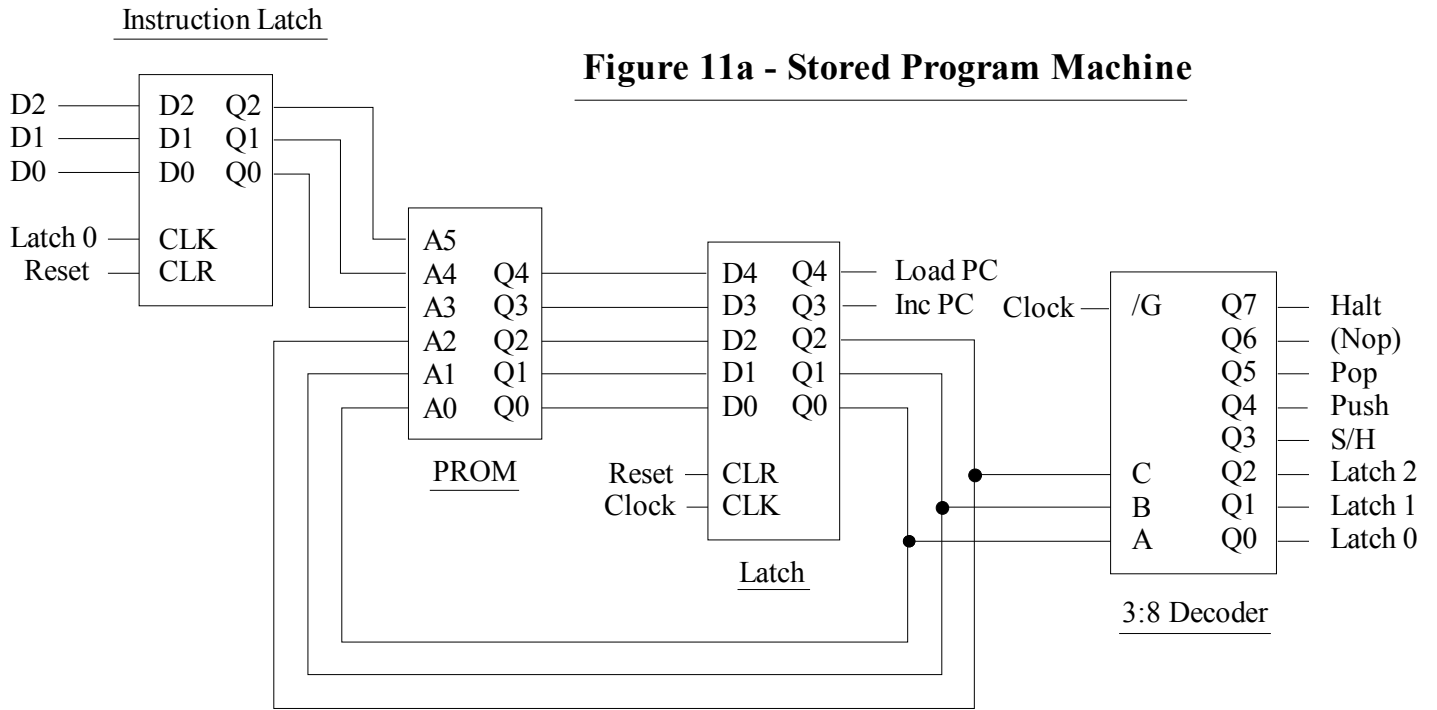 Instruction Latch
Figure 11a - Stored Program Machine
D2 D2 Q2
D1 D1 Q1
D0 D0 Q0
Latch 0 CLK
Reset CLR
A5
A4 Q4
A3 Q3
A2 Q2
A1 Q1
A0 Q0
PROM
D4 Q4 Load PC
D3 Q3 Inc PC
D2 Q2
D1 Q1
D0 Q0
Reset CLR
Clock CLK
Latch
Clock /G Q7 Halt
Q6 (Nop)
Q5 Pop
Q4 Push
Q3 S/H
C Q2 Latch 2
B Q1 Latch 1
A Q0 Latch 0
3:8 Decoder